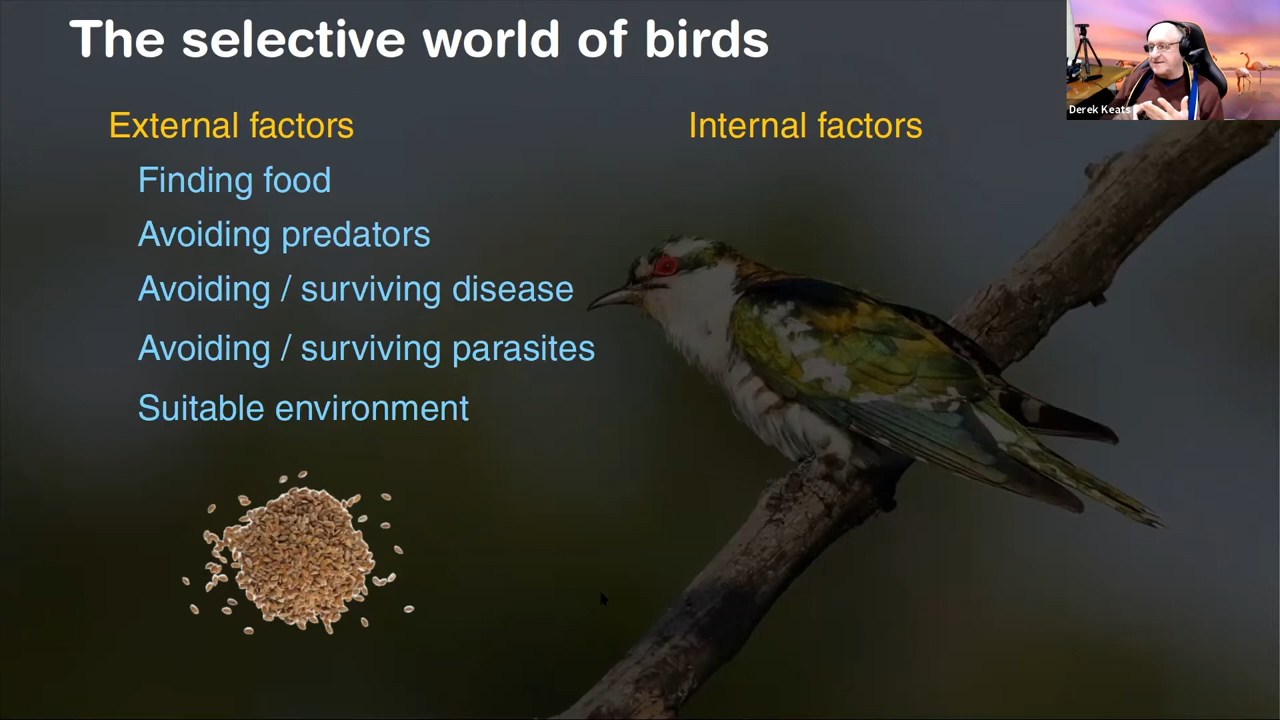 The selective world of birds
Derek Keats
External factors
Internal factors
Finding food
Avoiding predators
Avoiding / surviving disease
Avoiding / surviving parasites
Suitable environment